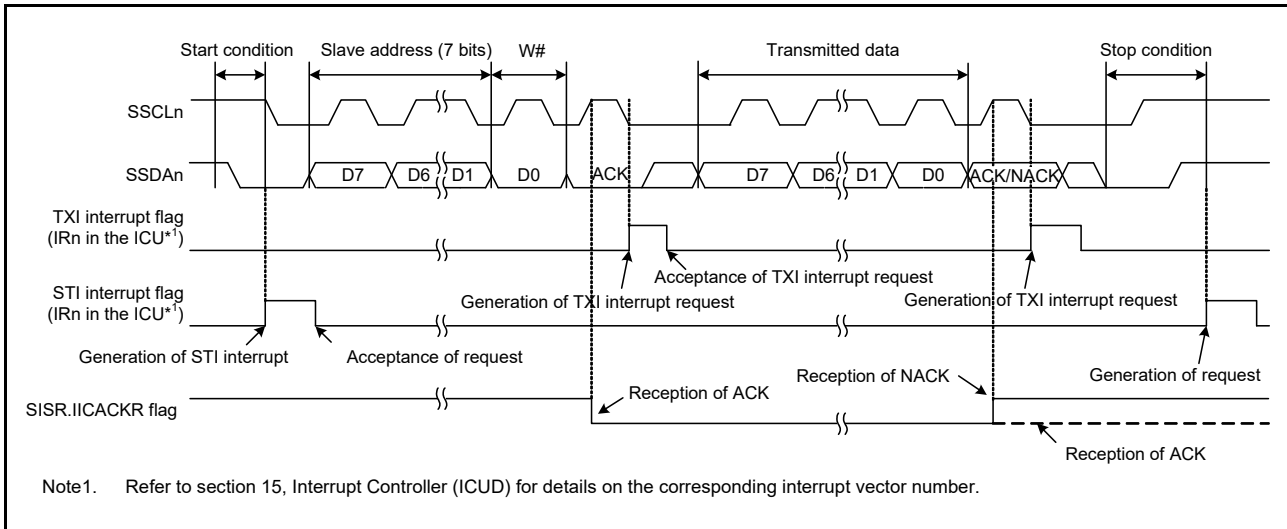 Start condition
Slave address (7 bits)
W#
Transmitted data
Stop condition
SSCLn
SSDAn
D7
D6
D1
D0
ACK
D7
D6
D1
D0
ACK/NACK
TXI interrupt flag
(IRn in the ICU*1)
Acceptance of TXI interrupt request
Generation of TXI interrupt request
Generation of TXI interrupt request
STI interrupt flag
(IRn in the ICU*1)
Generation of STI interrupt
Acceptance of request
Generation of request
SISR.IICACKR flag
Reception of ACK
Reception of NACK
Reception of ACK
Note1. Refer to section 15, Interrupt Controller (ICUD) for details on the corresponding interrupt vector number.